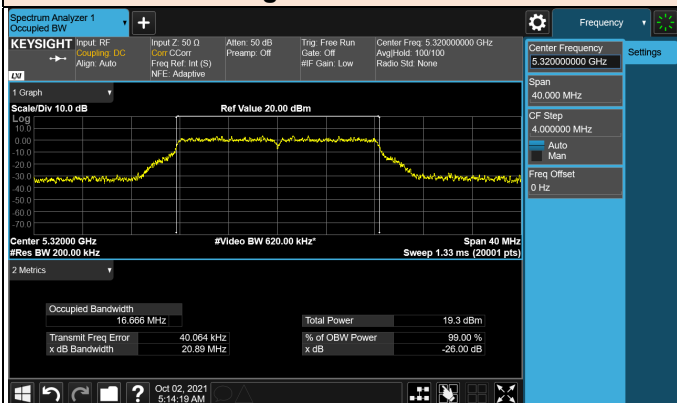 Spectrum Analyzer 1
Occupied BW
Frequency
KEYSIGHT
Input: RF
Coupling: DC
Align: Auto
Input Z: 50 Ω
Corr CCorr
Freq Ref: Int (S)
NFE: Adaptive
Atten: 50 dB
Preamp: Off
Trig: Free Run
Gate: Off
#IF Gain: Low
Center Freq: 5.320000000 GHz
Avg|Hold: 100/100
Radio Std: None
LXI
Center Frequency
5.320000000 GHz
Settings
Span
40.000 MHz
CF Step
4.000000 MHz
Auto
Man
Freq Offset
0 Hz
1 Graph
Scale/Div 10.0 dB
Ref Value 20.00 dBm
Log
10.0
0.00
-10.0
-20.0
-30.0
-40.0
-50.0
-60.0
-70.0
Center 5.32000 GHz
#Video BW 620.00 kHz*
Span 40 MHz
#Res BW 200.00 kHz
Sweep 1.33 ms (20001 pts)
2 Metrics
Occupied Bandwidth
16.666 MHz
Total Power
19.3 dBm
Transmit Freq Error
40.064 kHz
% of OBW Power
99.00 %
x dB Bandwidth
20.89 MHz
x dB
-26.00 dB
?
Oct 02, 2021
5:14:19 AM